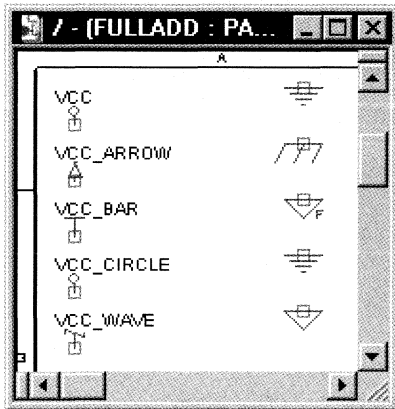 / - (FULLADD : PA...
A
VCC
VCC_ARROW
VCC_BAR
F
VCC_CIRCLE
VCC_WAVE